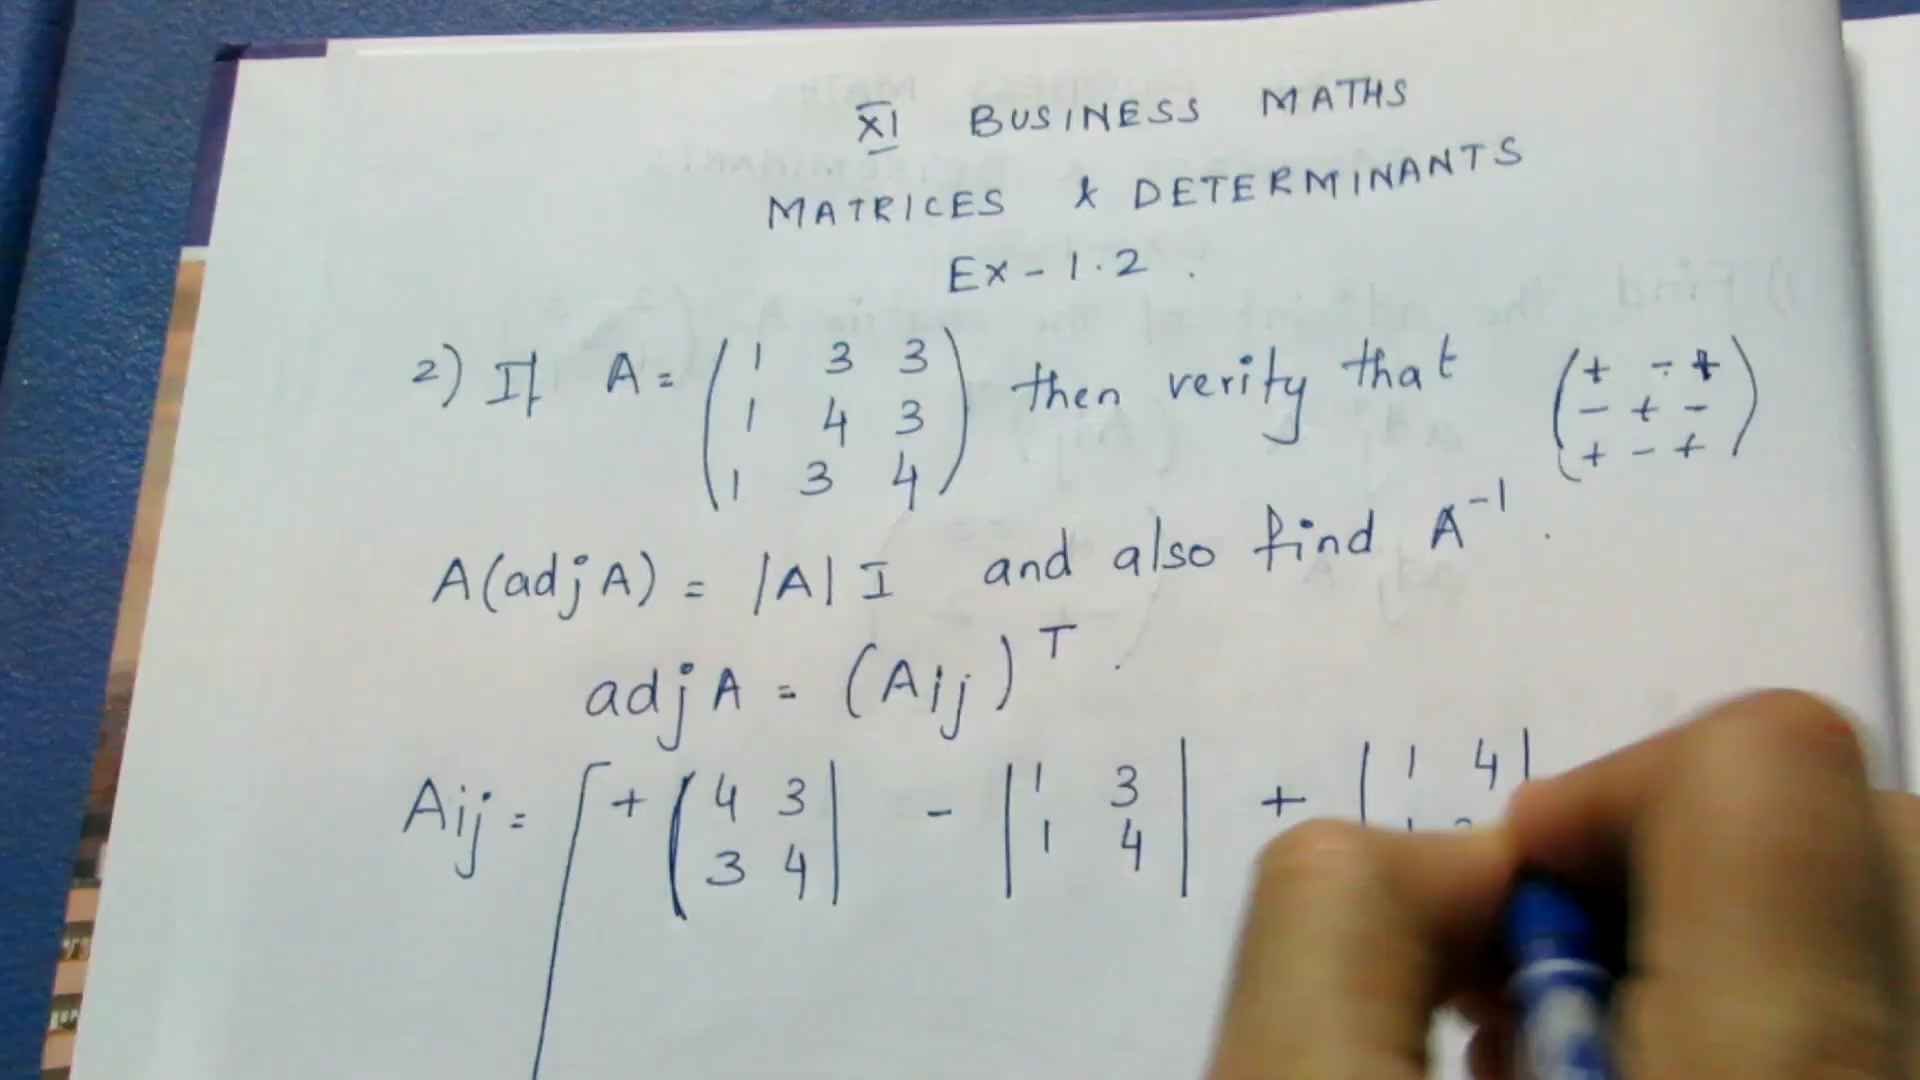 XI BUSINESS MATHS
MATRICES & DETERMINANTS
Ex - 1.2 .
2) If A = ( 1 3 3 ) then verify that ( + - + )
( 1 4 3 ) ( - + - )
( 1 3 4 ) ( + - + )
A(adj A) = |A| I and also find A⁻¹ .
adj A = (Aij)ᵀ .
Aij = [ + | 4 3 | - | 1 3 | + | 1 4 |
| 3 4 | | 1 4 |